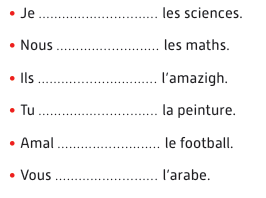 • Je .............................. les sciences.
• Nous .......................... les maths.
• Ils .............................. l'amazigh.
• Tu .............................. la peinture.
• Amal .......................... le football.
• Vous .......................... l'arabe.